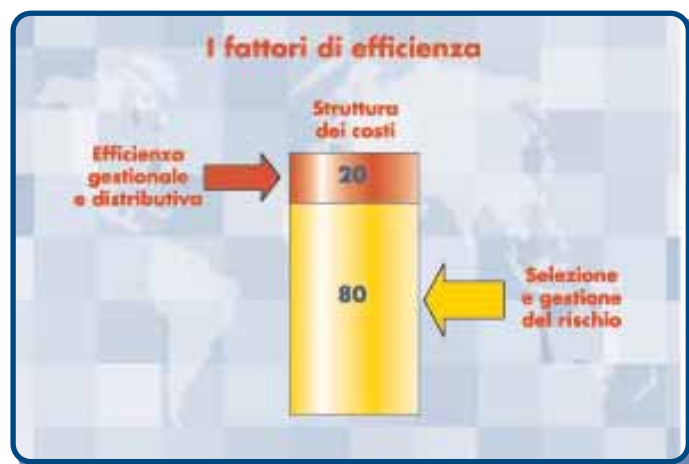 I fattori di efficienza
Struttura
dei costi
Efficienza
gestionale
e distributiva
20
80
Selezione
e gestione
del rischio